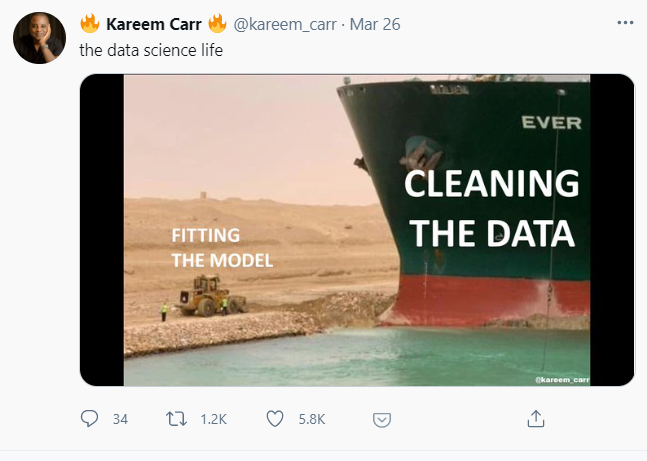 🔥 Kareem Carr 🔥 @kareem_carr · Mar 26
the data science life
EVER
CLEANING
THE DATA
FITTING
THE MODEL
@kareem_carr
34 1.2K 5.8K